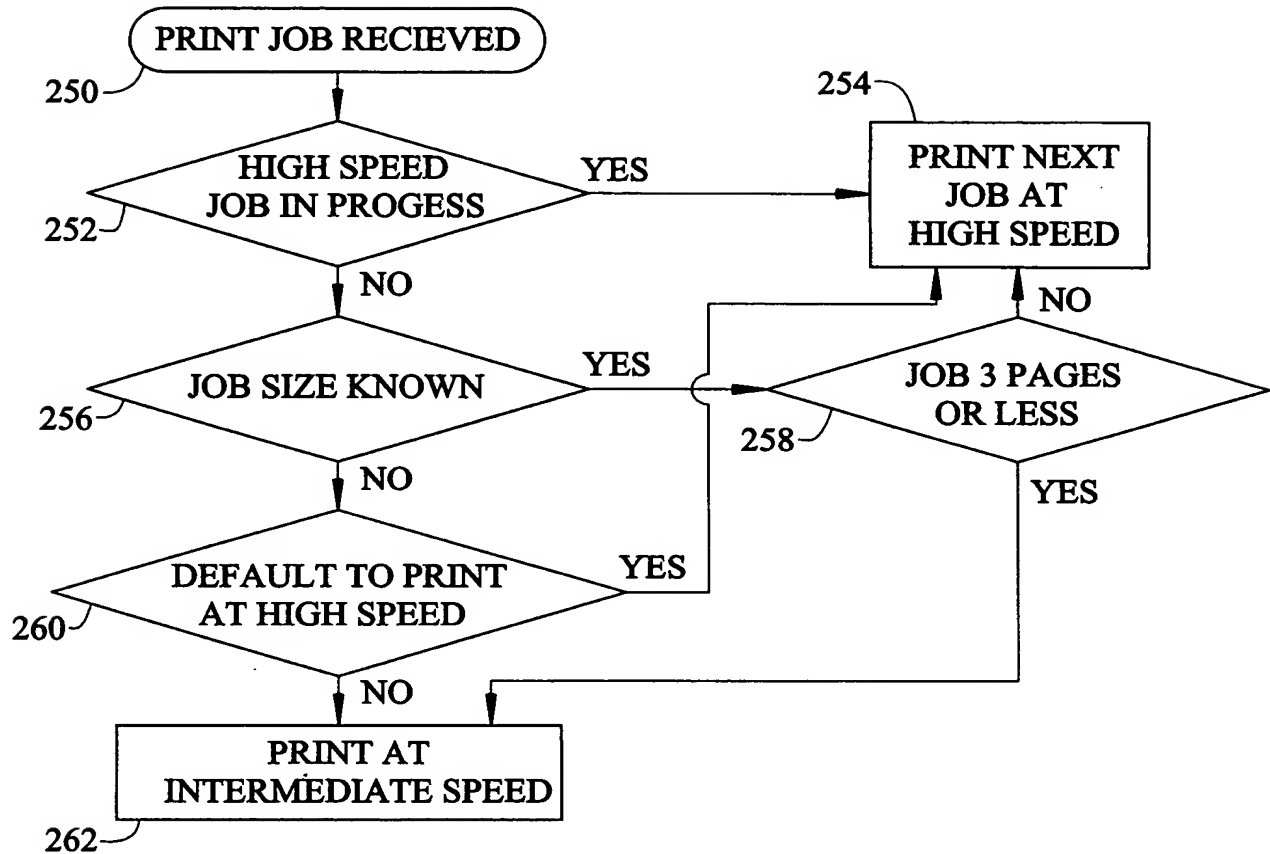 PRINT JOB RECIEVED
250
254
HIGH SPEED
JOB IN PROGESS
YES
252
PRINT NEXT
JOB AT
HIGH SPEED
NO
NO
JOB SIZE KNOWN
YES
256
JOB 3 PAGES
OR LESS
258
NO
YES
DEFAULT TO PRINT
AT HIGH SPEED
YES
260
NO
PRINT AT
INTERMEDIATE SPEED
262